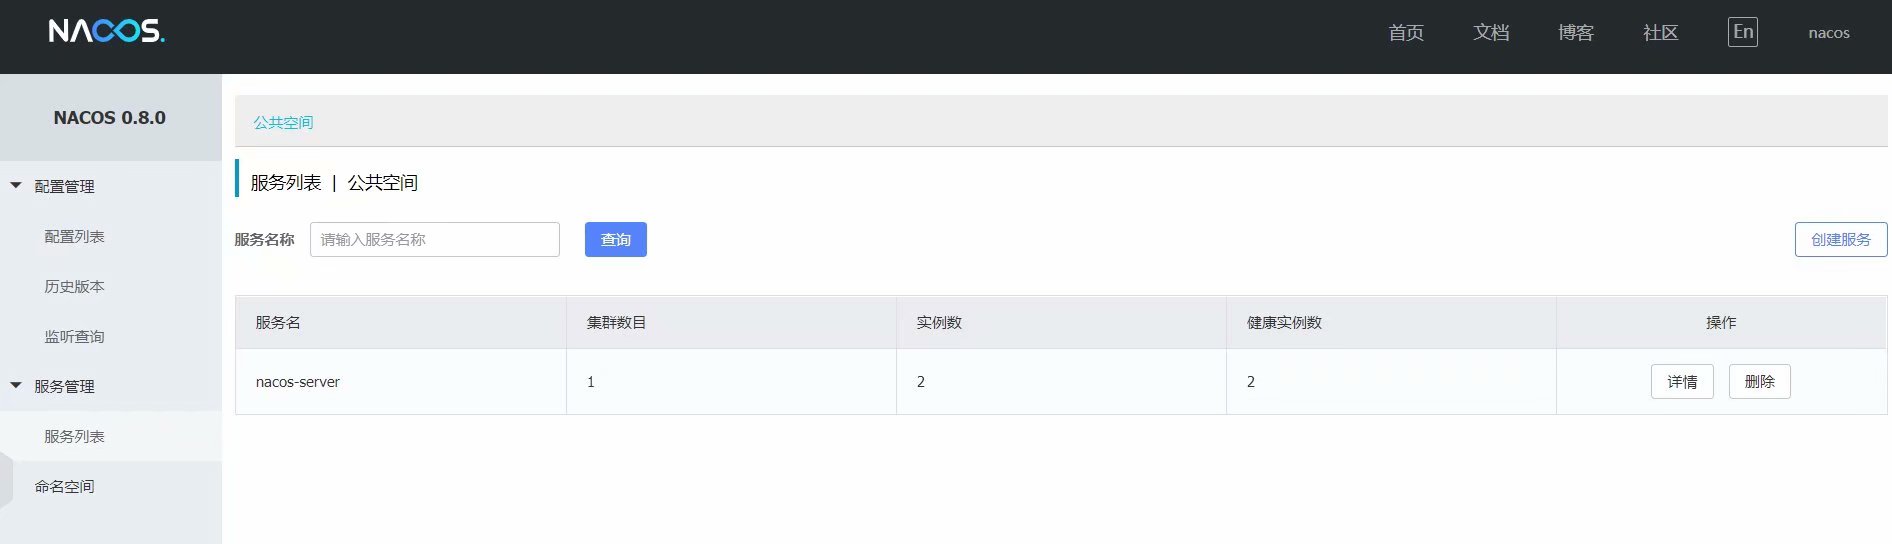 NACOS.
首页 文档 博客 社区 En nacos
NACOS 0.8.0
配置管理
配置列表
历史版本
监听查询
服务管理
服务列表
命名空间
公共空间
服务列表 | 公共空间
服务名称 请输入服务名称 查询 创建服务
服务名 集群数目 实例数 健康实例数 操作
nacos-server 1 2 2 详情 删除